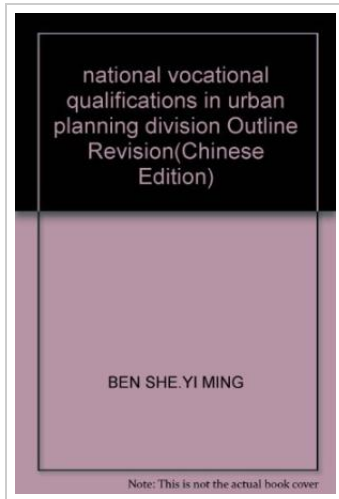 national vocational
qualifications in urban
planning division Outline
Revision(Chinese
Edition)
BEN SHE.YI MING
Note: This is not the actual book cover